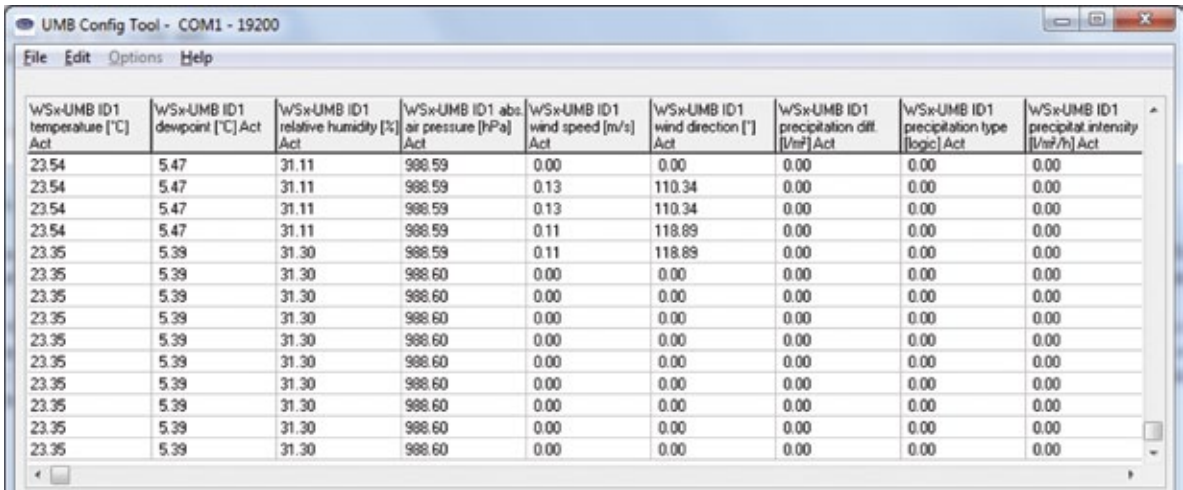 UMB Config Tool - COM1 - 19200
File Edit Options Help
WSx-UMB ID1 WSx-UMB ID1 WSx-UMB ID1 WSx-UMB ID1 abs. WSx-UMB ID1 WSx-UMB ID1 WSx-UMB ID1 WSx-UMB ID1 WSx-UMB ID1
temperature [°C] dewpoint [°C] Act relative humidity [%] air pressure [hPa] wind speed [m/s] wind direction [°] precipitation diff. precipitation type precipitat.intensity
Act Act Act Act Act [l/m²] Act [logic] Act [l/m²/h] Act
23.54 5.47 31.11 988.59 0.00 0.00 0.00 0.00 0.00
23.54 5.47 31.11 988.59 0.13 110.34 0.00 0.00 0.00
23.54 5.47 31.11 988.59 0.13 110.34 0.00 0.00 0.00
23.54 5.47 31.11 988.59 0.11 118.89 0.00 0.00 0.00
23.35 5.39 31.30 988.59 0.11 118.89 0.00 0.00 0.00
23.35 5.39 31.30 988.60 0.00 0.00 0.00 0.00 0.00
23.35 5.39 31.30 988.60 0.00 0.00 0.00 0.00 0.00
23.35 5.39 31.30 988.60 0.00 0.00 0.00 0.00 0.00
23.35 5.39 31.30 988.60 0.00 0.00 0.00 0.00 0.00
23.35 5.39 31.30 988.60 0.00 0.00 0.00 0.00 0.00
23.35 5.39 31.30 988.60 0.00 0.00 0.00 0.00 0.00
23.35 5.39 31.30 988.60 0.00 0.00 0.00 0.00 0.00
23.35 5.39 31.30 988.60 0.00 0.00 0.00 0.00 0.00
23.35 5.39 31.30 988.60 0.00 0.00 0.00 0.00 0.00